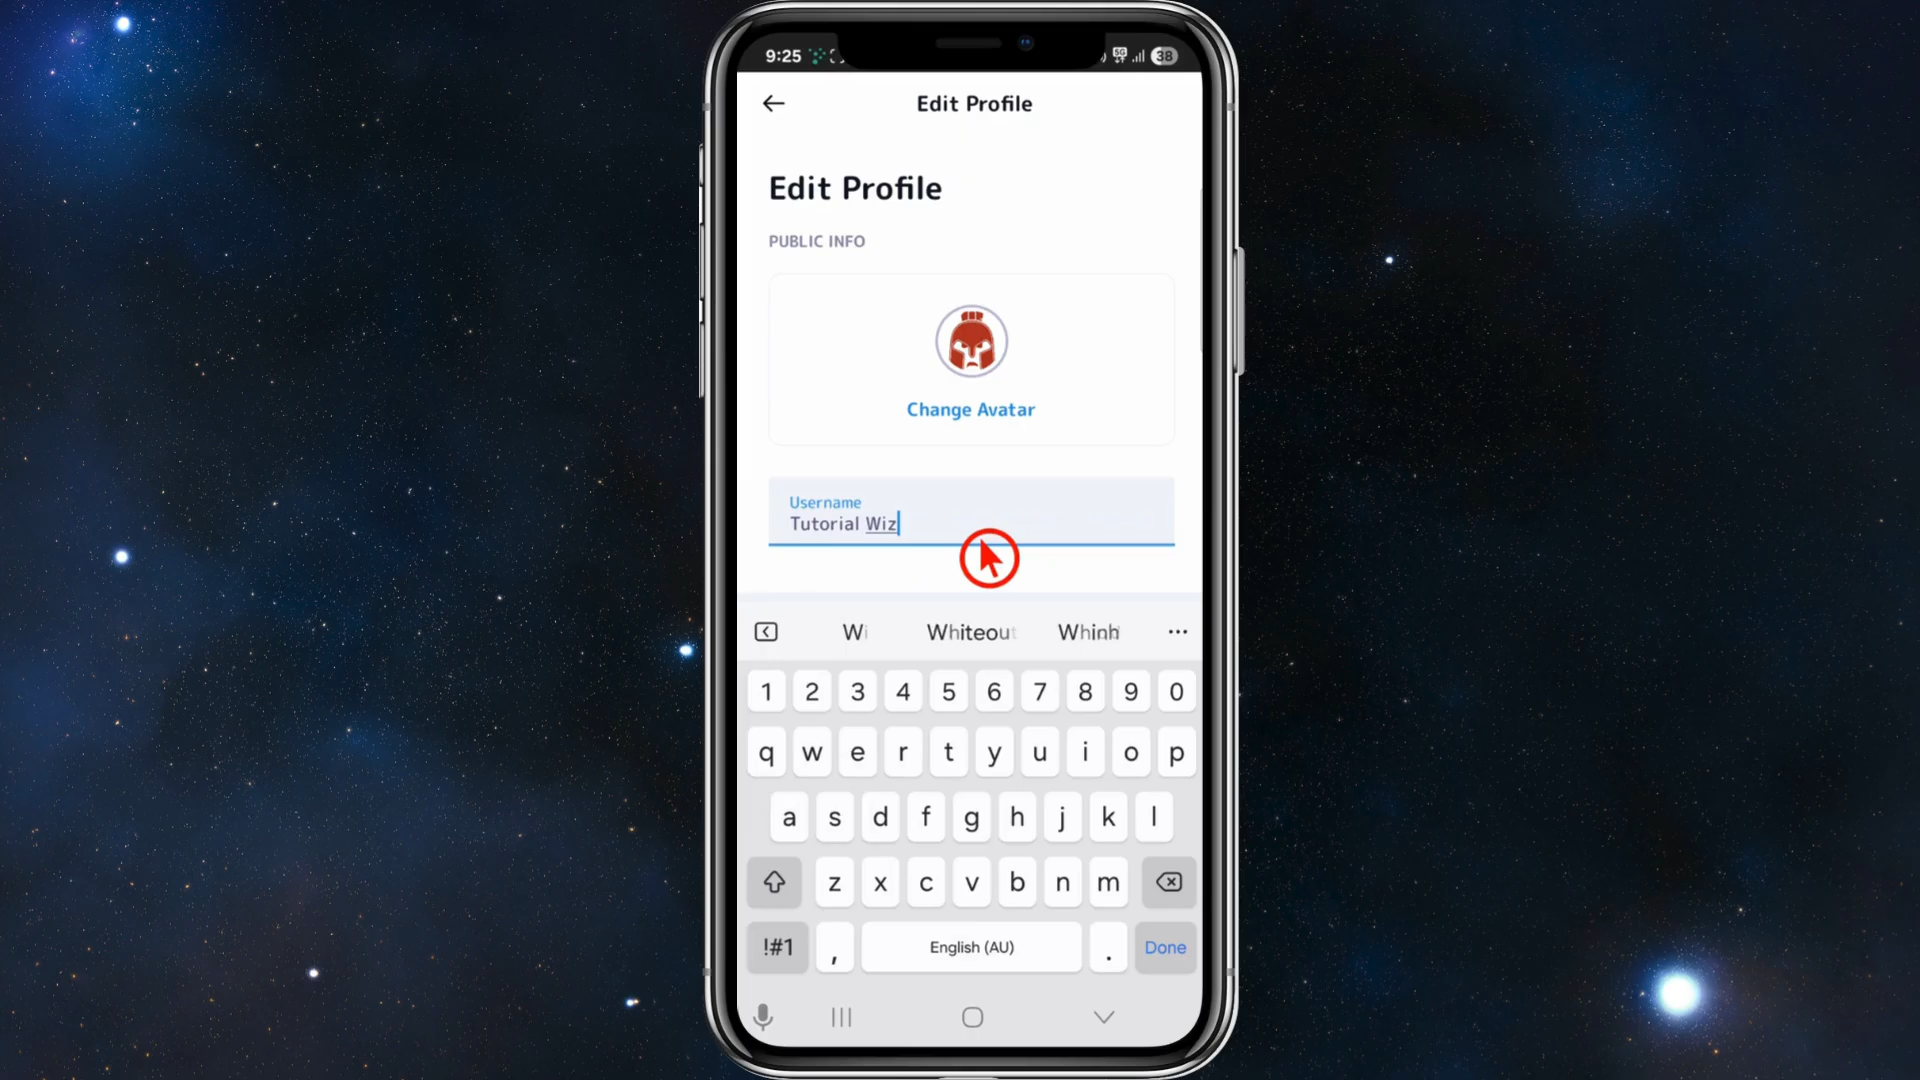 9:25
5G
38
Edit Profile
Edit Profile
PUBLIC INFO
Change Avatar
Username
Tutorial Wiz
Wi Whiteout Whinh
1 2 3 4 5 6 7 8 9 0
q w e r t y u i o p
a s d f g h j k l
z x c v b n m
!#1 , English (AU) . Done